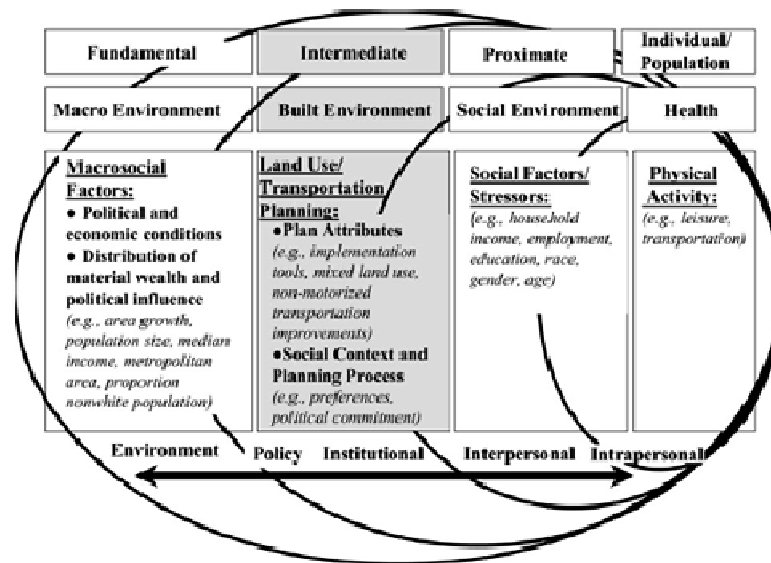 Fundamental
Intermediate
Proximate
Individual/
Population
Macro Environment
Built Environment
Social Environment
Health
Macrosocial
Factors:
● Political and
economic conditions
● Distribution of
material wealth and
political influence
(e.g., area growth,
population size, median
income, metropolitan
area, proportion
nonwhite population)
Land Use/
Transportation
Planning:
●Plan Attributes
(e.g., implementation
tools, mixed land use,
non-motorized
transportation
improvements)
●Social Context and
Planning Process
(e.g., preferences,
political commitment)
Social Factors/
Stressors:
(e.g., household
income, employment,
education, race,
gender, age)
Physical
Activity:
(e.g., leisure,
transportation)
Environment Policy Institutional Interpersonal Intrapersonal